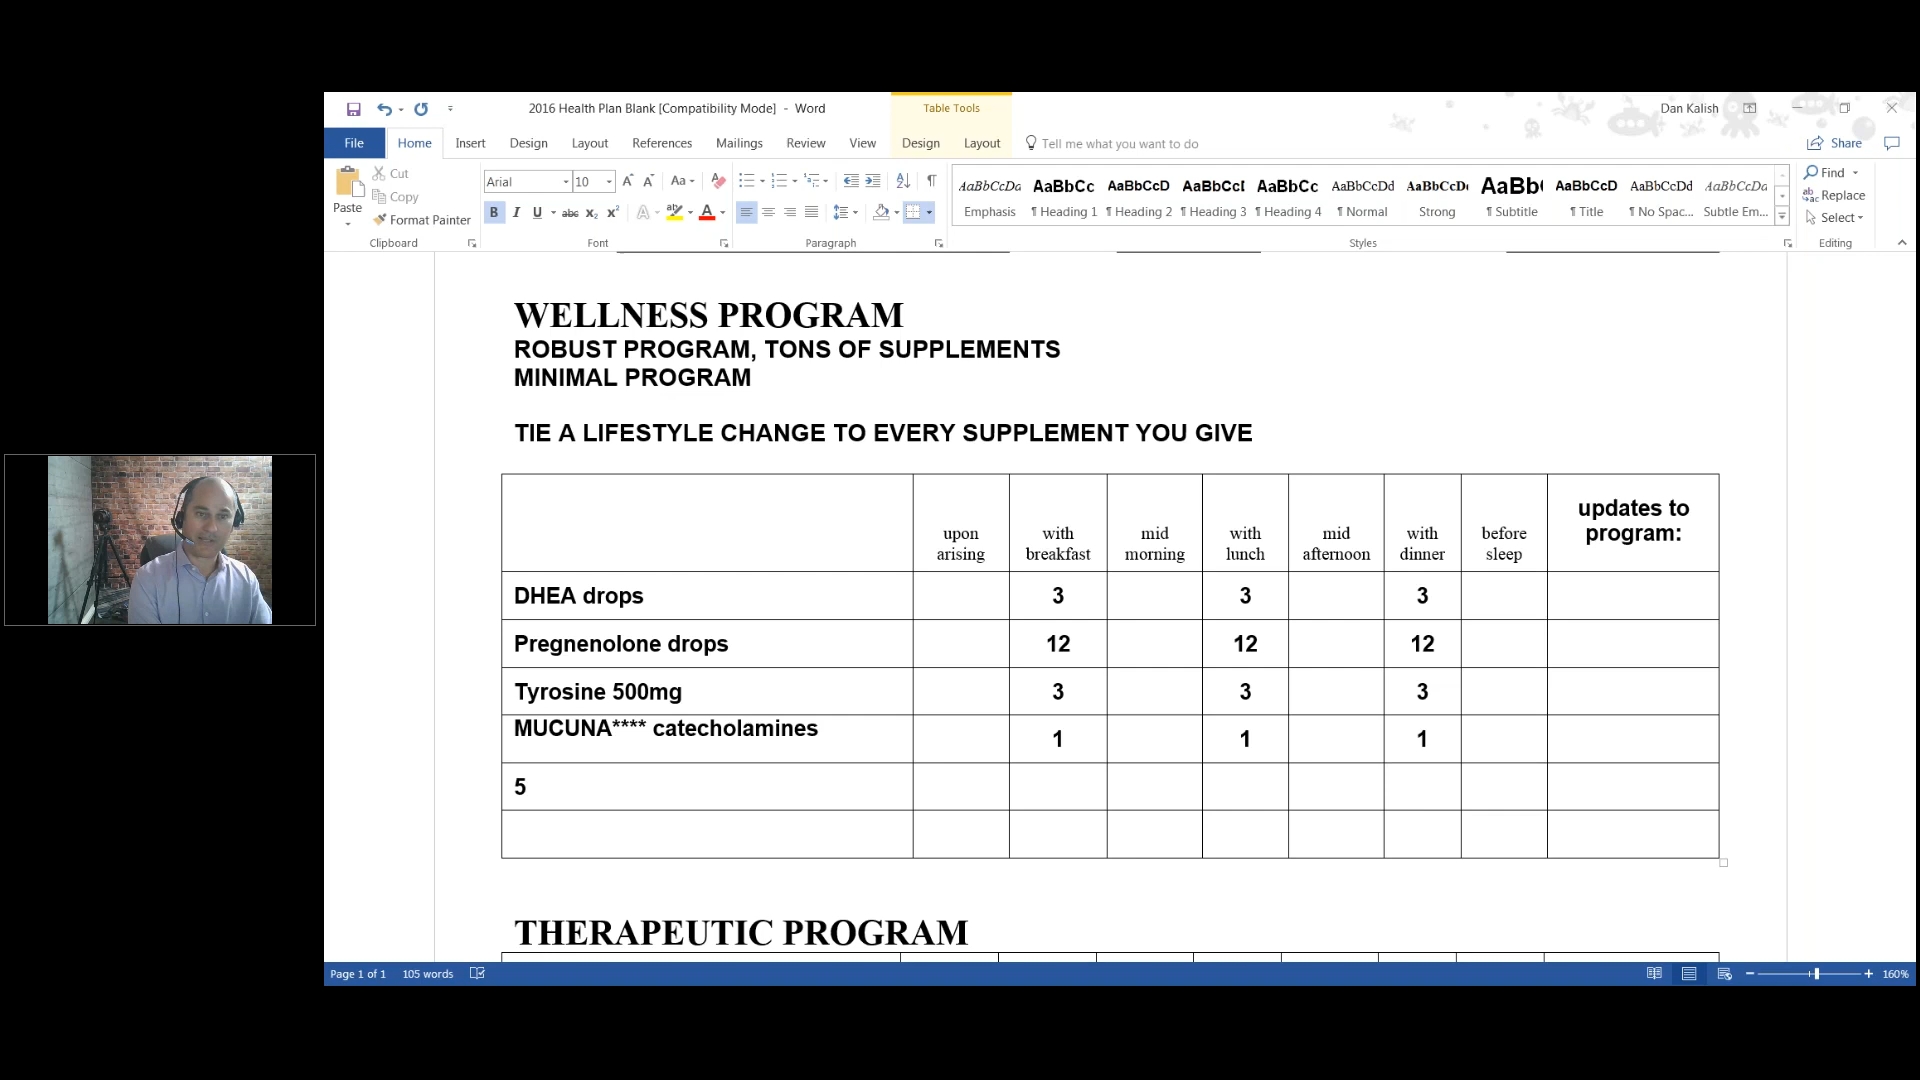 2016 Health Plan Blank [Compatibility Mode] - Word
Table Tools
Dan Kalish
File Home Insert Design Layout References Mailings Review View Design Layout Tell me what you want to do Share
Cut
Copy
Paste
Format Painter
Clipboard
Arial 10
Font
Paragraph
AaBbCcDd AaBbCc AaBbCcD AaBbCcI AaBbCc AaBbCcDd AaBbCcDd AaBb AaBbCcD AaBbCcDd AaBbCcDd
Emphasis ¶ Heading 1 ¶ Heading 2 ¶ Heading 3 ¶ Heading 4 ¶ Normal Strong ¶ Subtitle ¶ Title ¶ No Spac... Subtle Em...
Styles
Find
Replace
Select
Editing
WELLNESS PROGRAM
ROBUST PROGRAM, TONS OF SUPPLEMENTS
MINIMAL PROGRAM
TIE A LIFESTYLE CHANGE TO EVERY SUPPLEMENT YOU GIVE
upon arising with breakfast mid morning with lunch mid afternoon with dinner before sleep updates to program:
DHEA drops 3 3 3
Pregnenolone drops 12 12 12
Tyrosine 500mg 3 3 3
MUCUNA**** catecholamines 1 1 1
5
THERAPEUTIC PROGRAM
Page 1 of 1 105 words 160%